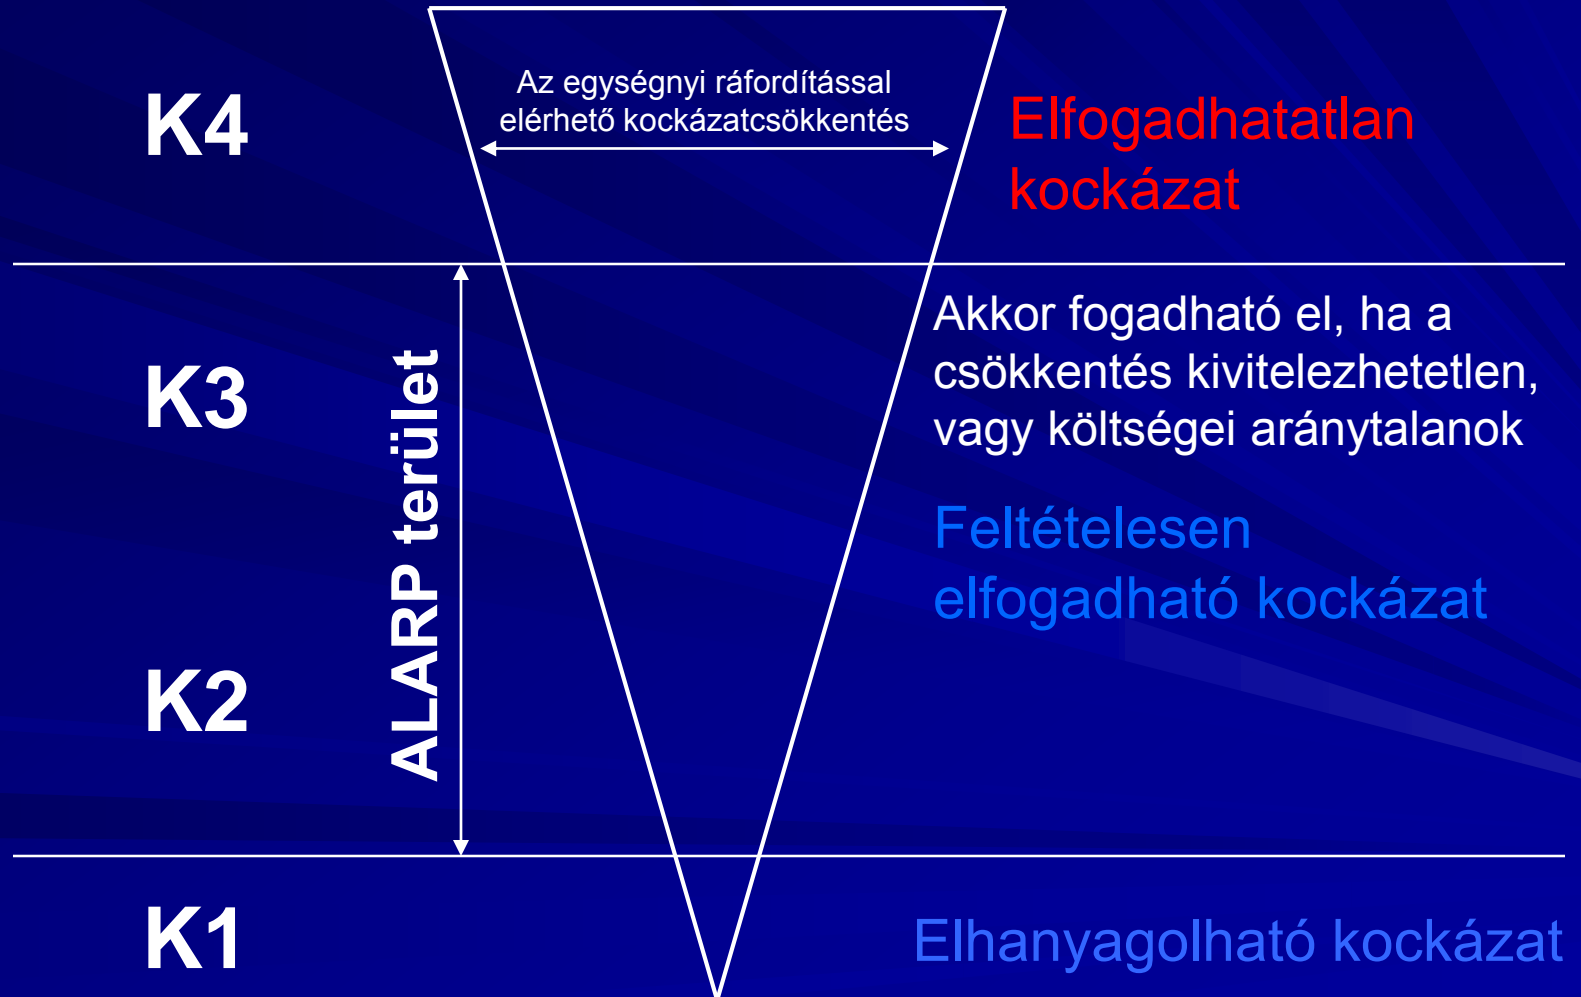 K4
Az egységnyi ráfordítással
elérhető kockázatcsökkentés
Elfogadhatatlan
kockázat
K3
ALARP terület
Akkor fogadható el, ha a
csökkentés kivitelezhetetlen,
vagy költségei aránytalanok
Feltételesen
elfogadható kockázat
K2
K1
Elhanyagolható kockázat